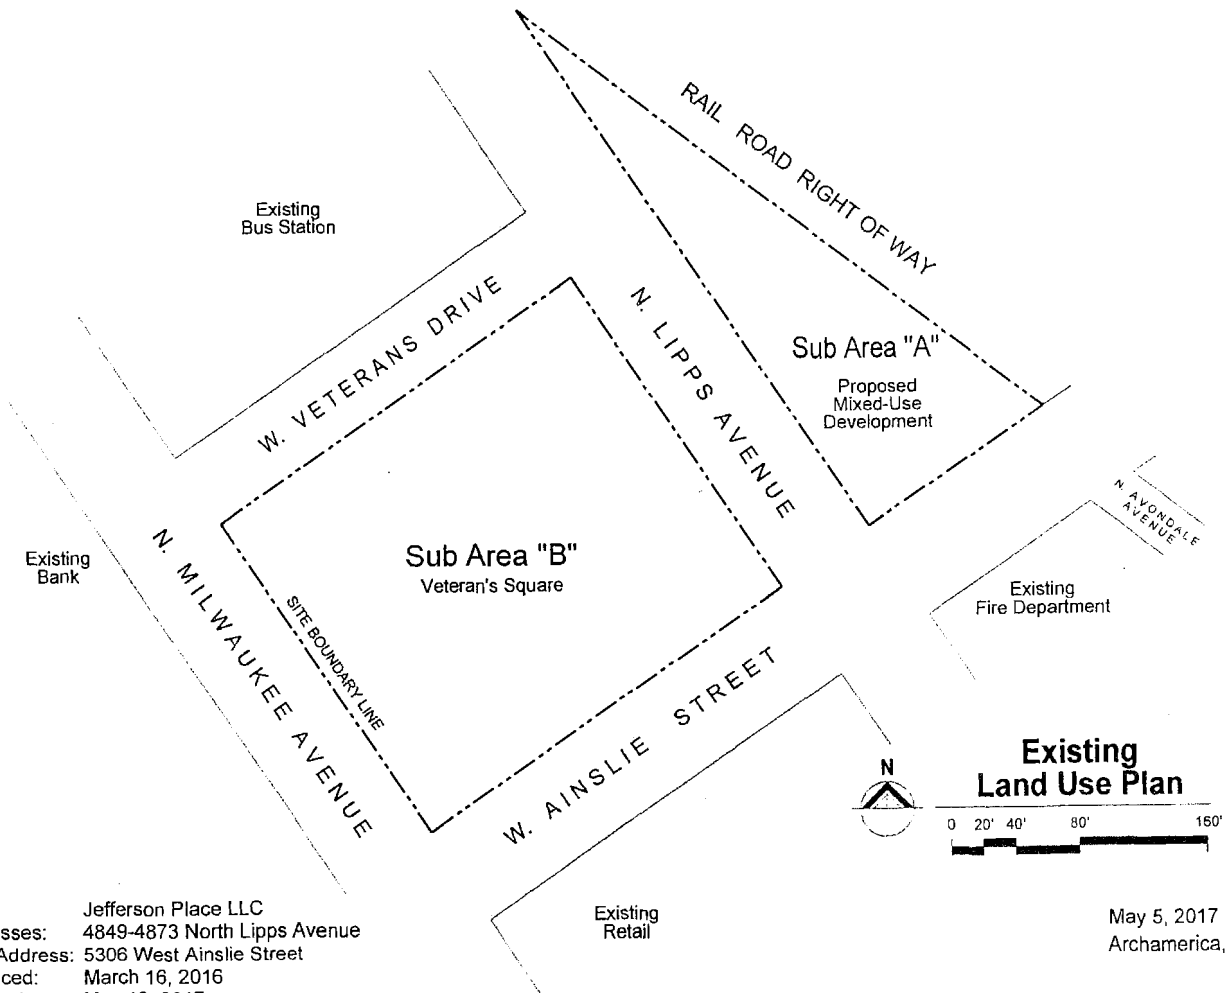 RAIL ROAD RIGHT OF WAY
Existing
Bus Station
W. VETERANS DRIVE
N. LIPPS AVENUE
Sub Area "A"
Proposed
Mixed-Use
Development
N. AVONDALE
AVENUE
Existing
Bank
N. MILWAUKEE AVENUE
SITE BOUNDARY LINE
Sub Area "B"
Veteran's Square
Existing
Fire Department
W. AINSLIE STREET
N
Existing
Land Use Plan
0 20' 40' 80' 160'
Existing
Retail
Jefferson Place LLC
sses: 4849-4873 North Lipps Avenue
Address: 5306 West Ainslie Street
ced: March 16, 2016
May 5, 2017
Archamerica,